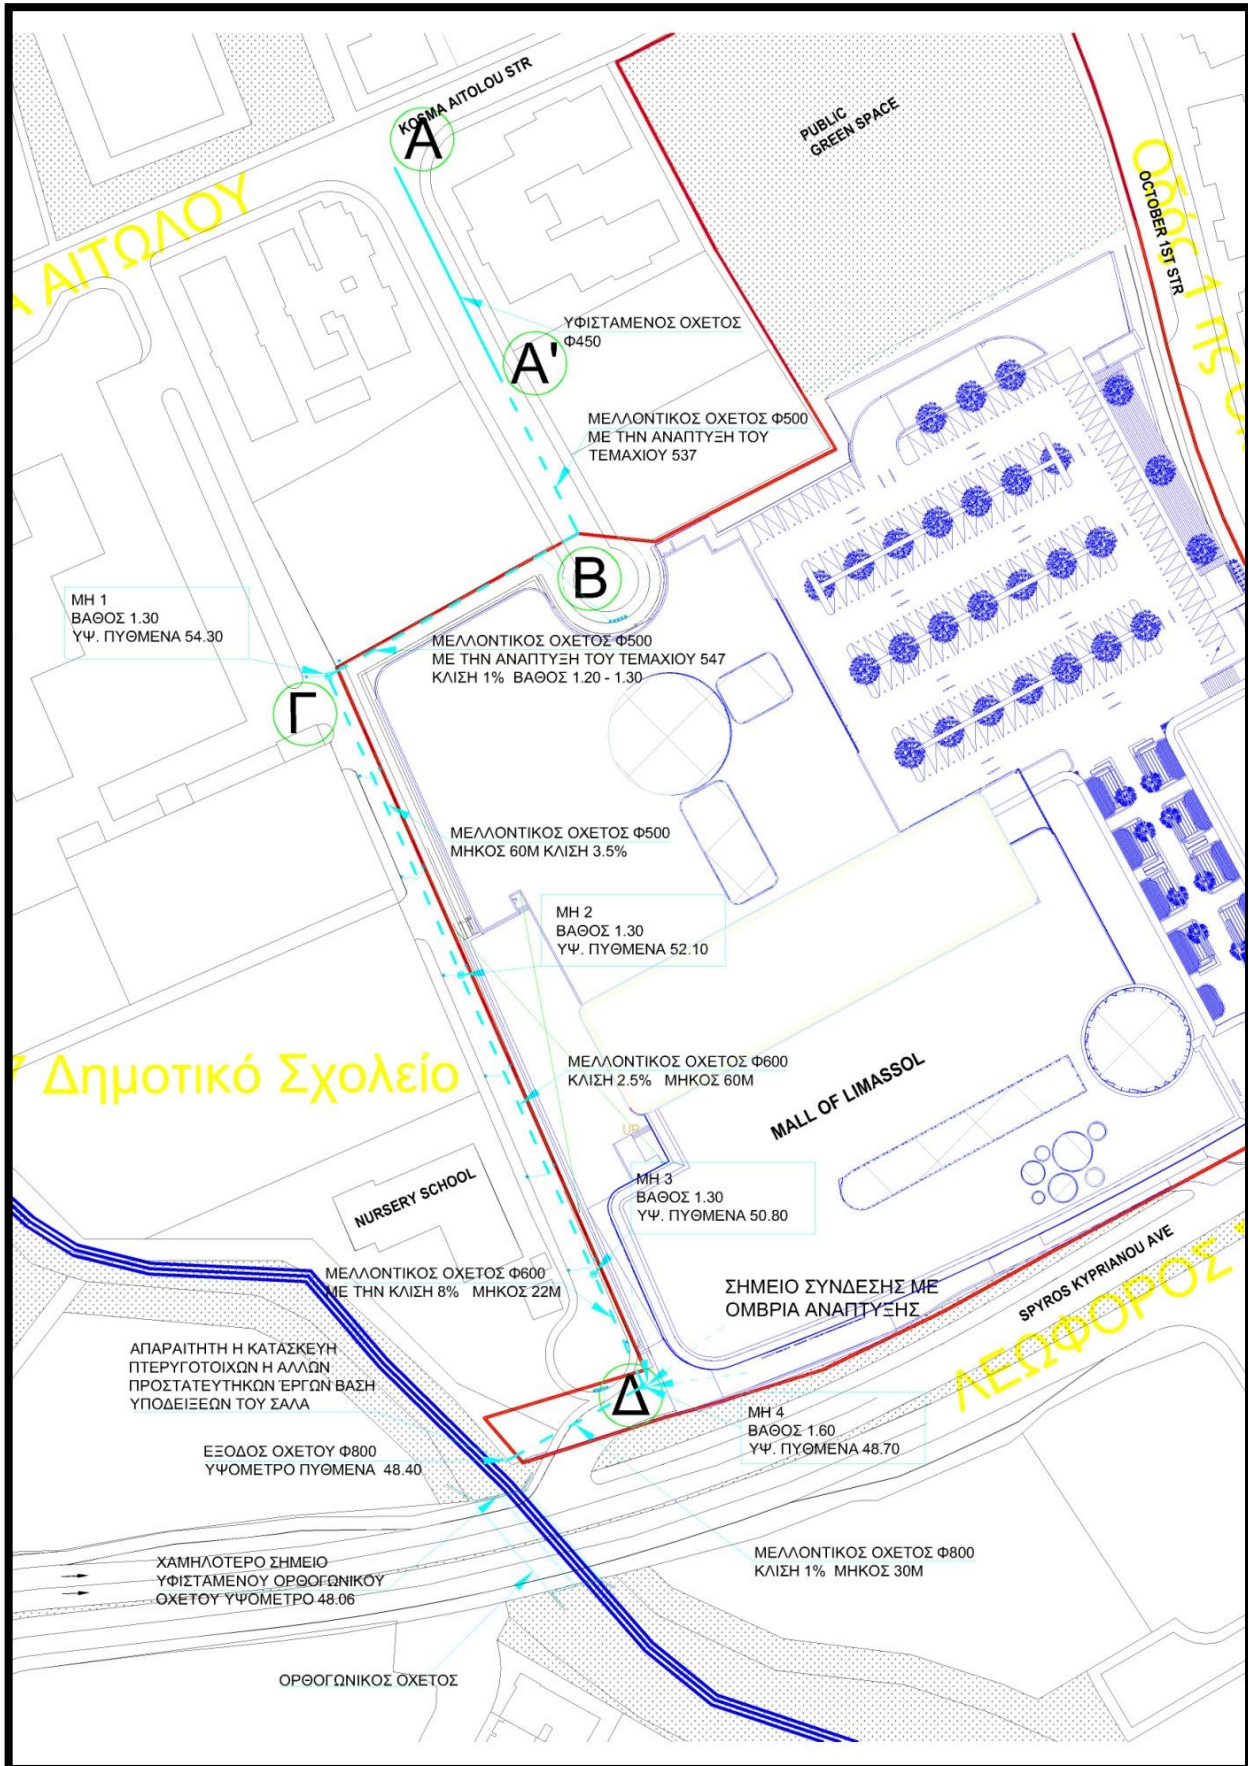 KOSMA AITOLOU STR
A
PUBLIC
GREEN SPACE
OCTOBER 1ST STR
Οδός 1ης
ΑΙΤΩΛΟΥ
ΥΦΙΣΤΑΜΕΝΟΣ ΟΧΕΤΟΣ
Φ450
A'
ΜΕΛΛΟΝΤΙΚΟΣ ΟΧΕΤΟΣ Φ500
ΜΕ ΤΗΝ ΑΝΑΠΤΥΞΗ ΤΟΥ
ΤΕΜΑΧΙΟΥ 537
B
ΜΗ 1
ΒΑΘΟΣ 1.30
ΥΨ. ΠΥΘΜΕΝΑ 54.30
ΜΕΛΛΟΝΤΙΚΟΣ ΟΧΕΤΟΣ Φ500
ΜΕ ΤΗΝ ΑΝΑΠΤΥΞΗ ΤΟΥ ΤΕΜΑΧΙΟΥ 547
ΚΛΙΣΗ 1% ΒΑΘΟΣ 1.20 - 1.30
Γ
ΜΕΛΛΟΝΤΙΚΟΣ ΟΧΕΤΟΣ Φ500
ΜΗΚΟΣ 60Μ ΚΛΙΣΗ 3.5%
ΜΗ 2
ΒΑΘΟΣ 1.30
ΥΨ. ΠΥΘΜΕΝΑ 52.10
Δημοτικό Σχολείο
ΜΕΛΛΟΝΤΙΚΟΣ ΟΧΕΤΟΣ Φ600
ΚΛΙΣΗ 2.5% ΜΗΚΟΣ 60Μ
MALL OF LIMASSOL
ΜΗ 3
ΒΑΘΟΣ 1.30
ΥΨ. ΠΥΘΜΕΝΑ 50.80
NURSERY SCHOOL
ΜΕΛΛΟΝΤΙΚΟΣ ΟΧΕΤΟΣ Φ600
ΜΕ ΤΗΝ ΚΛΙΣΗ 8% ΜΗΚΟΣ 22Μ
ΣΗΜΕΙΟ ΣΥΝΔΕΣΗΣ ΜΕ
ΟΜΒΡΙΑ ΑΝΑΠΤΥΞΗΣ
SPYROS KYPRIANOU AVE
ΛΕΩΦΟΡΟΣ
ΑΠΑΡΑΙΤΗΤΗ Η ΚΑΤΑΣΚΕΥΗ
ΠΤΕΡΥΓΟΤΟΙΧΩΝ Η ΑΛΛΩΝ
ΠΡΟΣΤΑΤΕΥΤΗΚΩΝ ΈΡΓΩΝ ΒΑΣΗ
ΥΠΟΔΕΙΞΕΩΝ ΤΟΥ ΣΑΛΑ
Δ
ΜΗ 4
ΒΑΘΟΣ 1.60
ΥΨ. ΠΥΘΜΕΝΑ 48.70
ΕΞΟΔΟΣ ΟΧΕΤΟΥ Φ800
ΥΨΟΜΕΤΡΟ ΠΥΘΜΕΝΑ 48.40
ΜΕΛΛΟΝΤΙΚΟΣ ΟΧΕΤΟΣ Φ800
ΚΛΙΣΗ 1% ΜΗΚΟΣ 30Μ
ΧΑΜΗΛΟΤΕΡΟ ΣΗΜΕΙΟ
ΥΦΙΣΤΑΜΕΝΟΥ ΟΡΘΟΓΩΝΙΚΟΥ
ΟΧΕΤΟΥ ΥΨΟΜΕΤΡΟ 48.06
ΟΡΘΟΓΩΝΙΚΟΣ ΟΧΕΤΟΣ